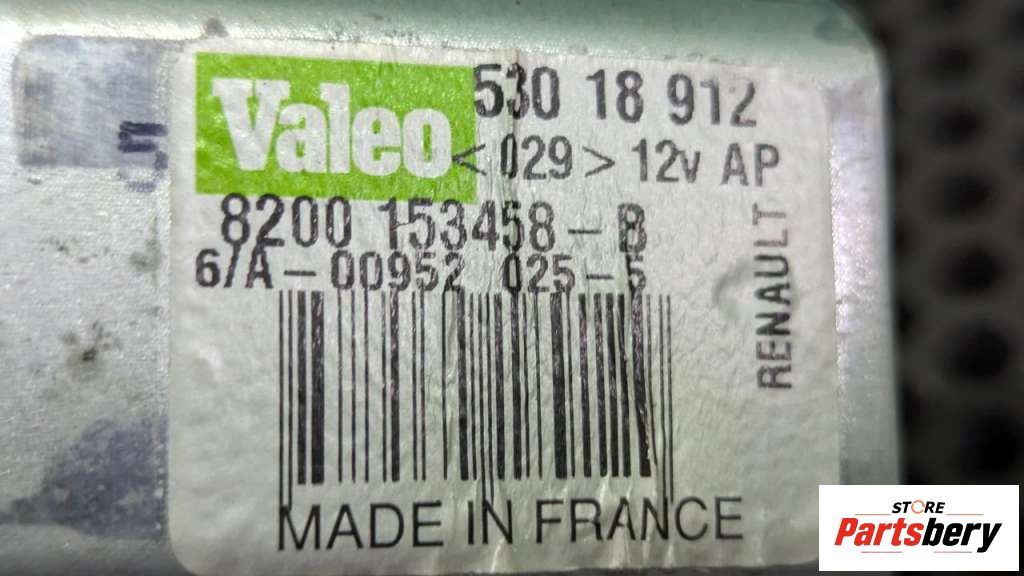 Valeo
530 18 912
<029> 12v AP
8200 153458-B
6/A-00952 025-5
RENAULT
MADE IN FRANCE
STORE
Partsbery